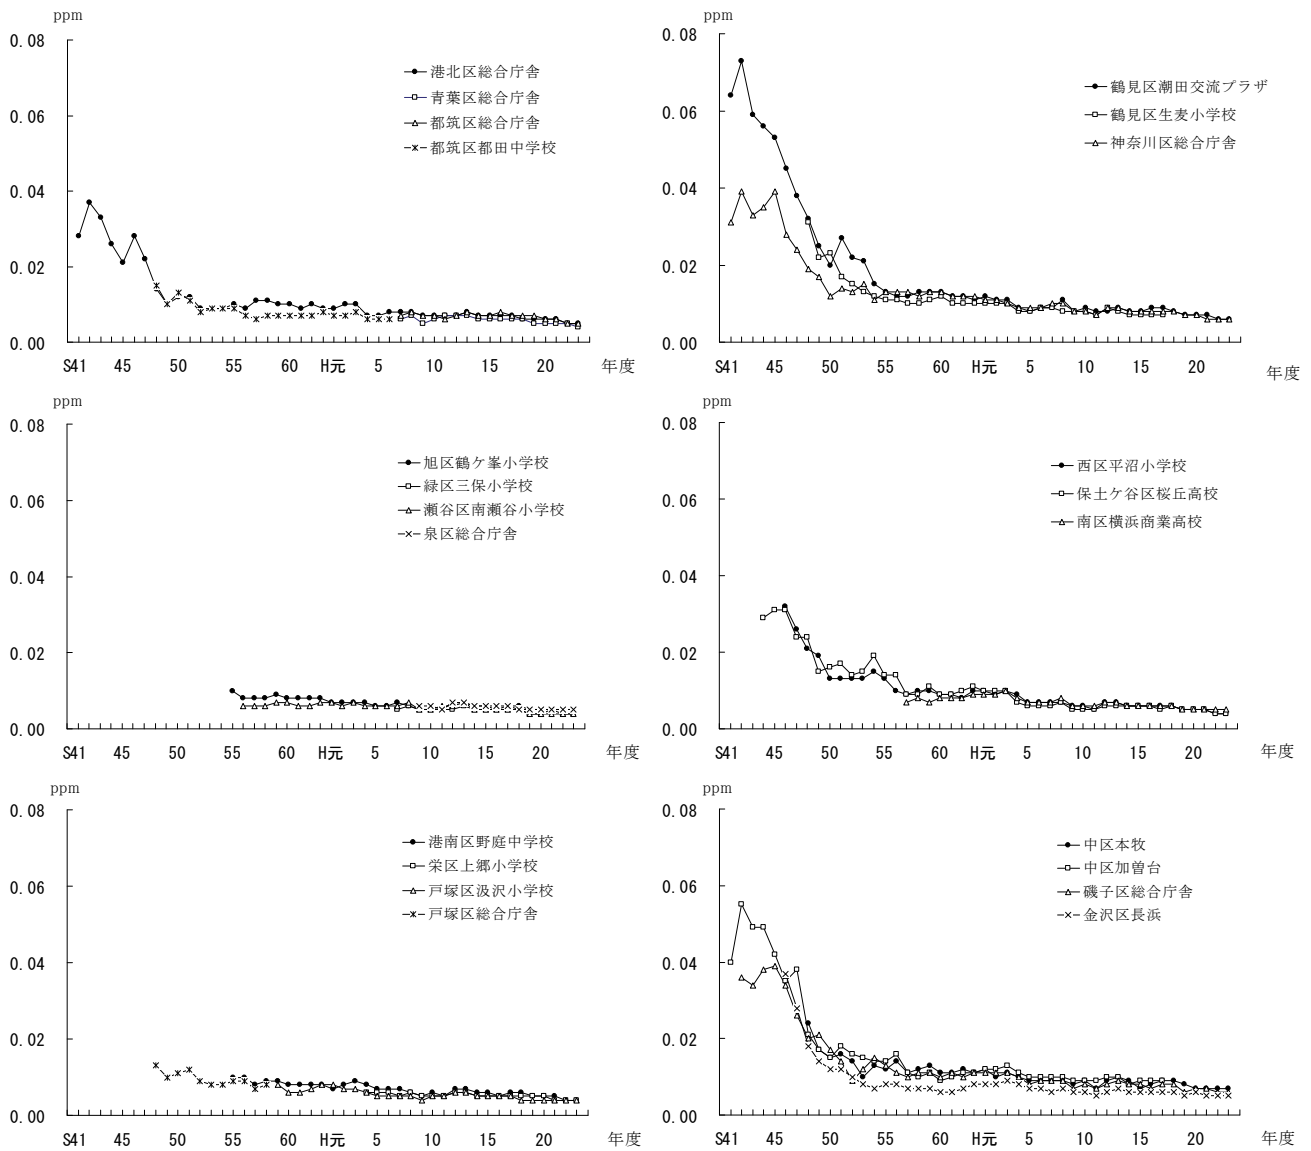 ppm
0.08
0.06
0.04
0.02
0.00
港北区総合庁舎
青葉区総合庁舎
都筑区総合庁舎
都筑区都田中学校
S41 45 50 55 60 H元 5 10 15 20 年度
ppm
0.08
0.06
0.04
0.02
0.00
鶴見区潮田交流プラザ
鶴見区生麦小学校
神奈川区総合庁舎
S41 45 50 55 60 H元 5 10 15 20 年度
ppm
0.08
0.06
0.04
0.02
0.00
旭区鶴ケ峯小学校
緑区三保小学校
瀬谷区南瀬谷小学校
泉区総合庁舎
S41 45 50 55 60 H元 5 10 15 20 年度
ppm
0.08
0.06
0.04
0.02
0.00
西区平沼小学校
保土ケ谷区桜丘高校
南区横浜商業高校
S41 45 50 55 60 H元 5 10 15 20 年度
ppm
0.08
0.06
0.04
0.02
0.00
港南区野庭中学校
栄区上郷小学校
戸塚区汲沢小学校
戸塚区総合庁舎
S41 45 50 55 60 H元 5 10 15 20 年度
ppm
0.08
0.06
0.04
0.02
0.00
中区本牧
中区加曽台
磯子区総合庁舎
金沢区長浜
S41 45 50 55 60 H元 5 10 15 20 年度